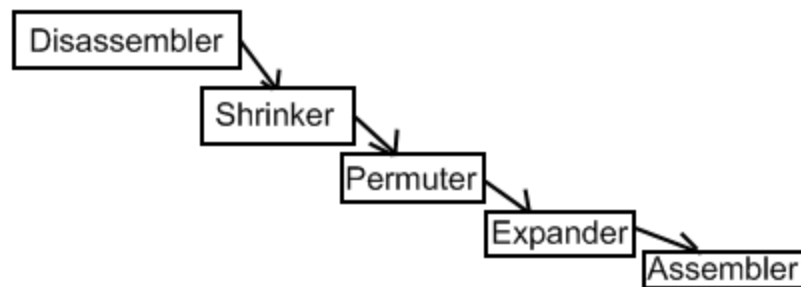 Disassembler
Shrinker
Permuter
Expander
Assembler